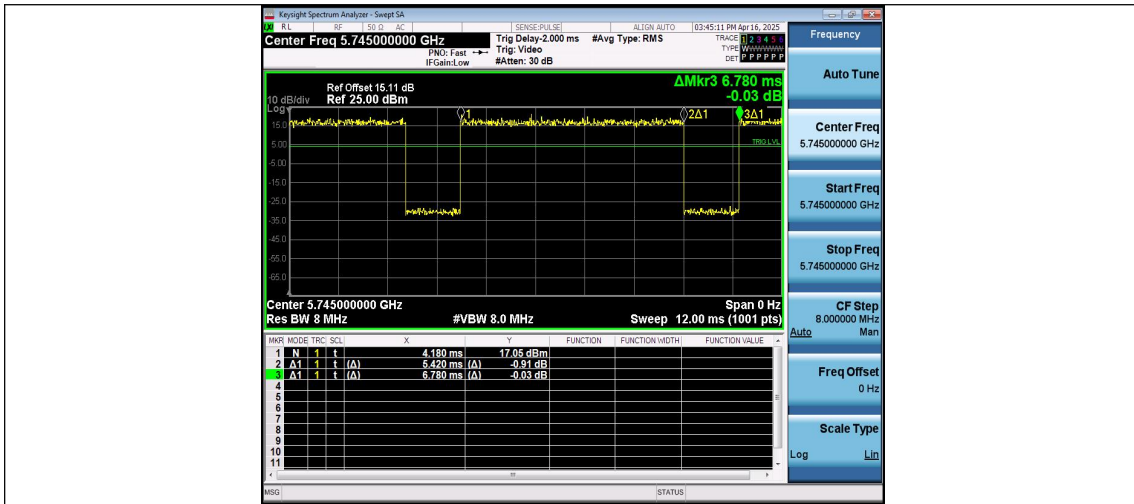 Keysight Spectrum Analyzer - Swept SA
RL RF 50 Ω AC SENSE:PULSE ALIGN AUTO 03:45:11 PM Apr 16, 2025
Center Freq 5.745000000 GHz
PNO: Fast
IFGain:Low
Trig Delay-2.000 ms
Trig: Video
#Atten: 30 dB
#Avg Type: RMS
TRACE 1 2 3 4 5 6
TYPE
DET P P P P P P
Frequency
Auto Tune
Center Freq
5.745000000 GHz
Start Freq
5.745000000 GHz
Stop Freq
5.745000000 GHz
CF Step
8.000000 MHz
Auto Man
Freq Offset
0 Hz
Scale Type
Log Lin
ΔMkr3 6.780 ms
-0.03 dB
Ref Offset 15.11 dB
10 dB/div Ref 25.00 dBm
Log
1
2Δ1
3Δ1
15.0
5.00
TRIG LVL
-5.00
-15.0
-25.0
-35.0
-45.0
-55.0
-65.0
Center 5.745000000 GHz Span 0 Hz
Res BW 8 MHz #VBW 8.0 MHz Sweep 12.00 ms (1001 pts)
MKR MODE TRC SCL X Y FUNCTION FUNCTION WIDTH FUNCTION VALUE
1 N 1 t 4.180 ms 17.05 dBm
2 Δ1 1 t (Δ) 5.420 ms (Δ) -0.91 dB
3 Δ1 1 t (Δ) 6.780 ms (Δ) -0.03 dB
4
5
6
7
8
9
10
11
MSG STATUS